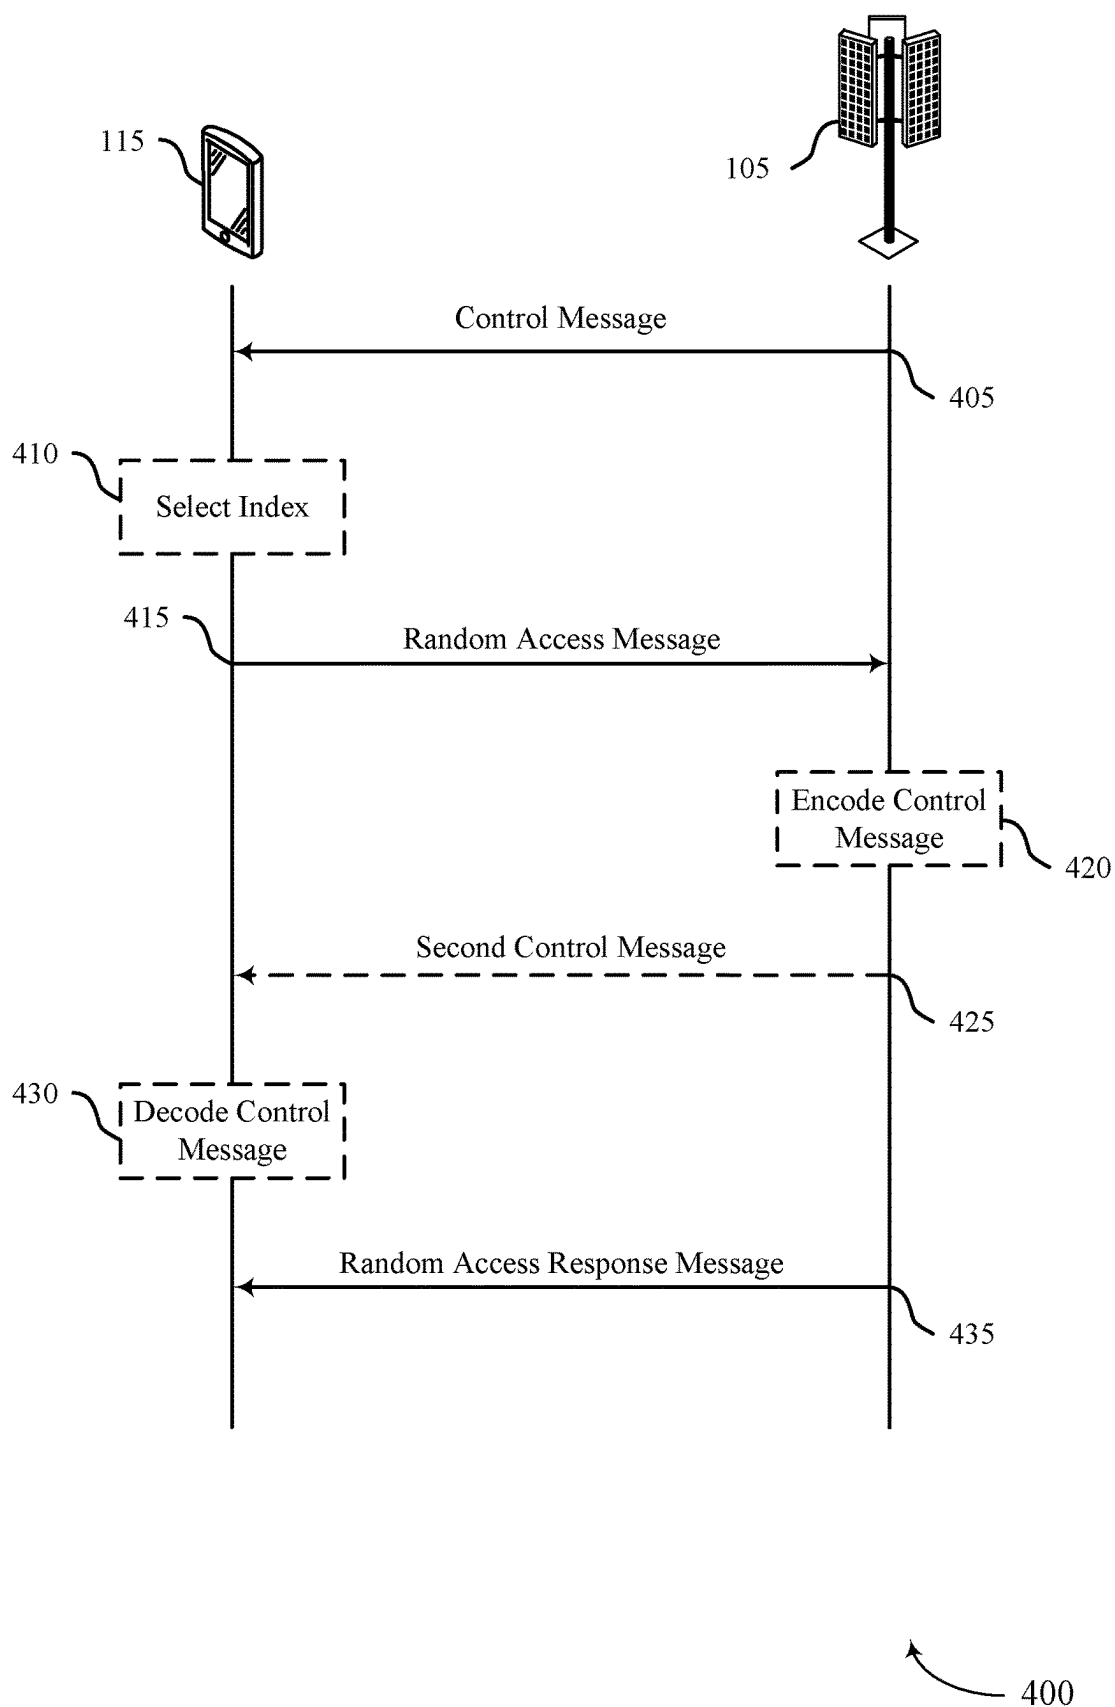 115
105
Control Message
405
410
Select Index
415
Random Access Message
Encode Control
Message
420
Second Control Message
425
430
Decode Control
Message
Random Access Response Message
435
400